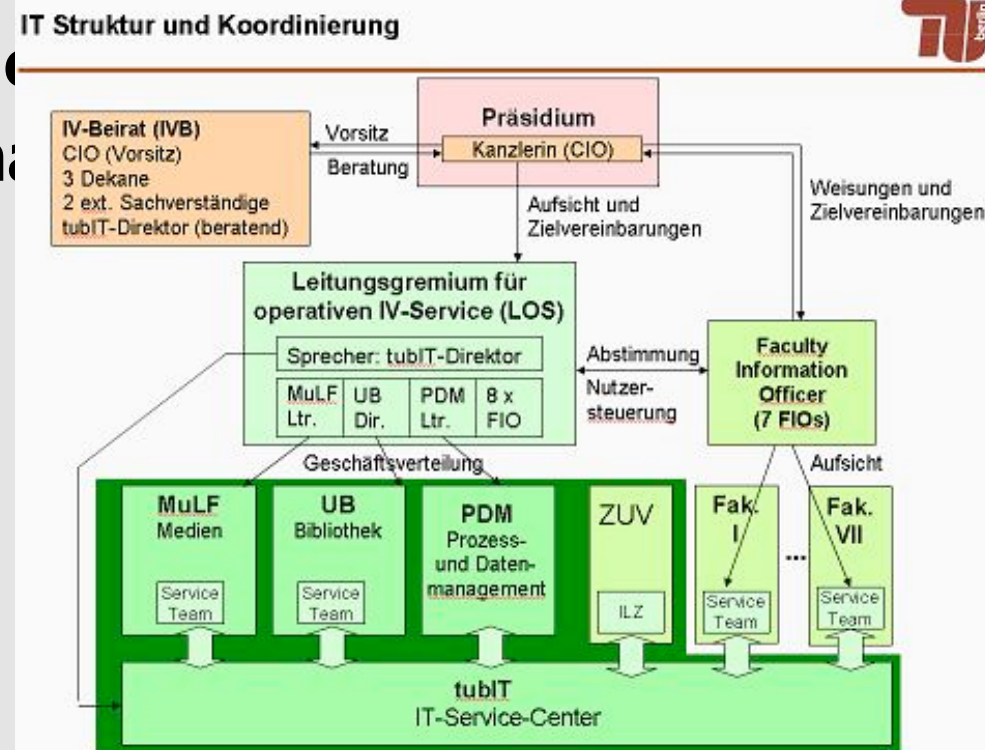 IT Struktur und Koordinierung
berlin
IV-Beirat (IVB)
CIO (Vorsitz)
3 Dekane
2 ext. Sachverständige
tubIT-Direktor (beratend)
Vorsitz
Beratung
Präsidium
Kanzlerin (CIO)
Weisungen und
Zielvereinbarungen
Aufsicht und
Zielvereinbarungen
Leitungsgremium für
operativen IV-Service (LOS)
Sprecher: tubIT-Direktor
MuLF
Ltr.
UB
Dir.
PDM
Ltr.
8 x
FIO
Abstimmung
Nutzer-
steuerung
Faculty
Information
Officer
(7 FIOs)
Geschäftsverteilung
Aufsicht
MuLF
Medien
Service
Team
UB
Bibliothek
Service
Team
PDM
Prozess-
und Daten-
management
ZUV
ILZ
Fak.
I
Service
Team
...
Fak.
VII
Service
Team
tubIT
IT-Service-Center